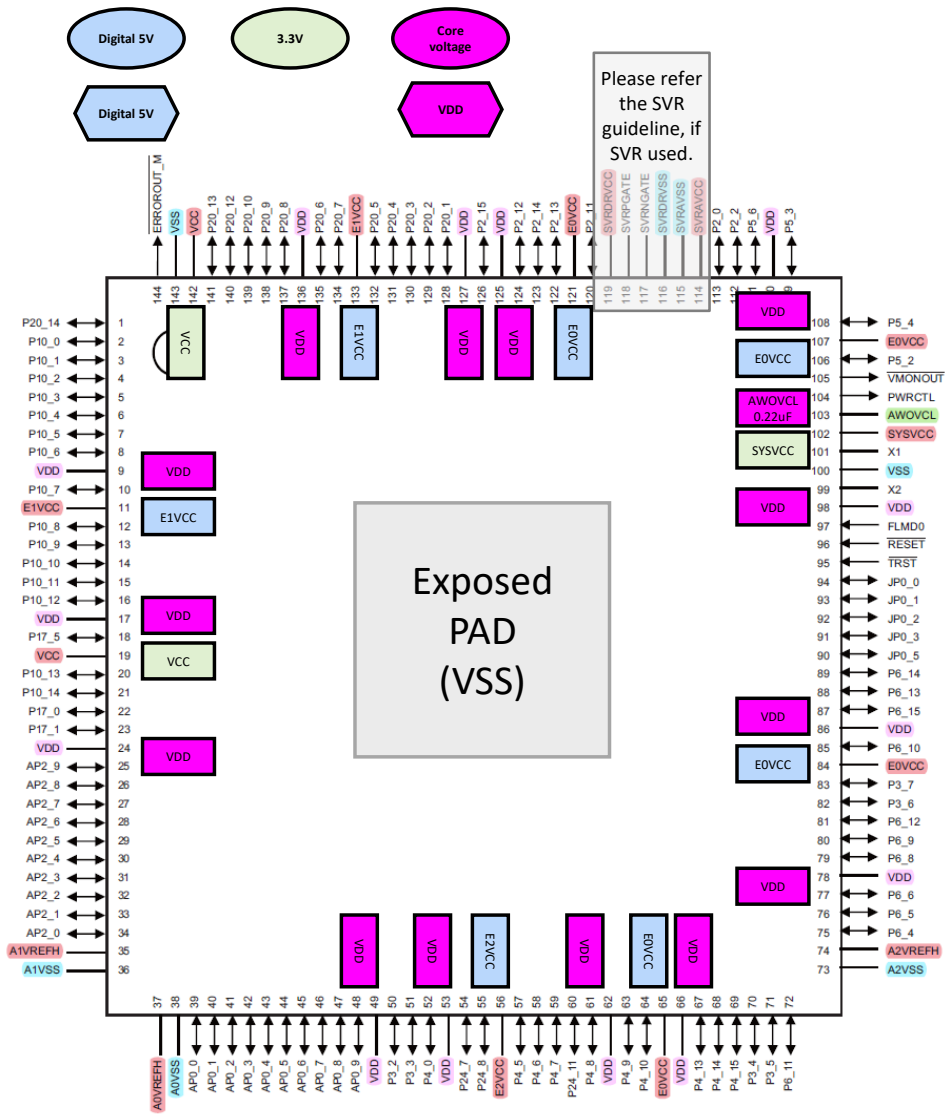 Digital 5V
3.3V
Core
voltage
Digital 5V
VDD
Please refer
the SVR
guideline, if
SVR used.
ERROROUT_M
VSS
VCC
P20_13
P20_12
P20_10
P20_9
P20_8
VDD
P20_6
P20_7
E1VCC
P20_5
P20_4
P20_3
P20_2
P20_1
VDD
P2_15
VDD
P2_12
P2_14
P2_13
E0VCC
P2_11
SVRDRVCC
SVRPGATE
SVRNGATE
SVRDRVSS
SVRAVSS
SVRAVCC
P2_0
P2_2
P5_6
VDD
P5_3
144
143
142
141
140
139
138
137
136
135
134
133
132
131
130
129
128
127
126
125
124
123
122
121
120
119
118
117
116
115
114
113
112
P20_14 1
P10_0 2
P10_1 3
P10_2 4
P10_3 5
P10_4 6
P10_5 7
P10_6 8
VDD 9
P10_7 10
E1VCC 11
P10_8 12
P10_9 13
P10_10 14
P10_11 15
P10_12 16
VDD 17
P17_5 18
VCC 19
P10_13 20
P10_14 21
P17_0 22
P17_1 23
VDD 24
AP2_9 25
AP2_8 26
AP2_7 27
AP2_6 28
AP2_5 29
AP2_4 30
AP2_3 31
AP2_2 32
AP2_1 33
AP2_0 34
A1VREFH 35
A1VSS 36
VCC
VDD
E1VCC
VDD
VDD
E0VCC
VDD
E0VCC
AWOVCL
0.22uF
SYSVCC
VDD
VDD
E1VCC
VDD
VCC
VDD
Exposed
PAD
(VSS)
VDD
E0VCC
VDD
VDD
VDD
E2VCC
VDD
E0VCC
VDD
108 P5_4
107 E0VCC
106 P5_2
105 VMONOUT
104 PWRCTL
103 AWOVCL
102 SYSVCC
101 X1
100 VSS
99 X2
98 VDD
97 FLMD0
96 RESET
95 TRST
94 JP0_0
93 JP0_1
92 JP0_2
91 JP0_3
90 JP0_5
89 P6_14
88 P6_13
87 P6_15
86 VDD
85 P6_10
84 E0VCC
83 P3_7
82 P3_6
81 P6_12
80 P6_9
79 P6_8
78 VDD
77 P6_6
76 P6_5
75 P6_4
74 A2VREFH
73 A2VSS
37
38
39
40
41
42
43
44
45
46
47
48
49
50
51
52
53
54
55
56
57
58
59
60
61
62
63
64
65
66
67
68
69
70
71
72
A0VREFH
A0VSS
AP0_0
AP0_1
AP0_2
AP0_3
AP0_4
AP0_5
AP0_6
AP0_7
AP0_8
AP0_9
VDD
P3_2
P3_3
P4_0
VDD
P24_7
P24_8
E2VCC
P4_5
P4_6
P4_7
P24_11
P4_8
VDD
P4_9
P4_10
E0VCC
VDD
P4_13
P4_14
P4_15
P3_4
P3_5
P6_11